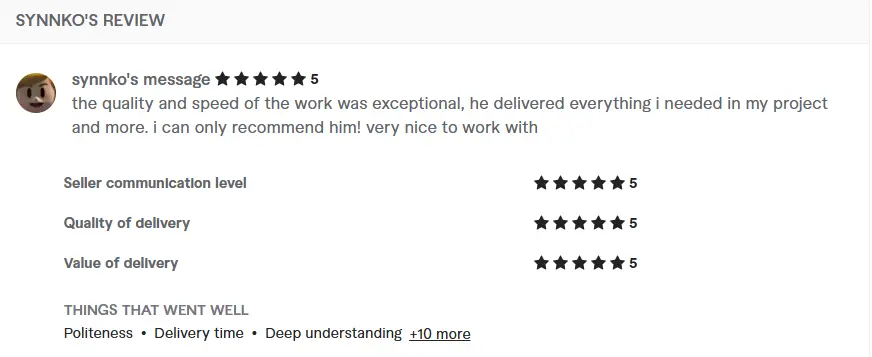 SYNNKO'S REVIEW
synnko's message 5
the quality and speed of the work was exceptional, he delivered everything i needed in my project
and more. i can only recommend him! very nice to work with
Seller communication level 5
Quality of delivery 5
Value of delivery 5
THINGS THAT WENT WELL
Politeness • Delivery time • Deep understanding +10 more